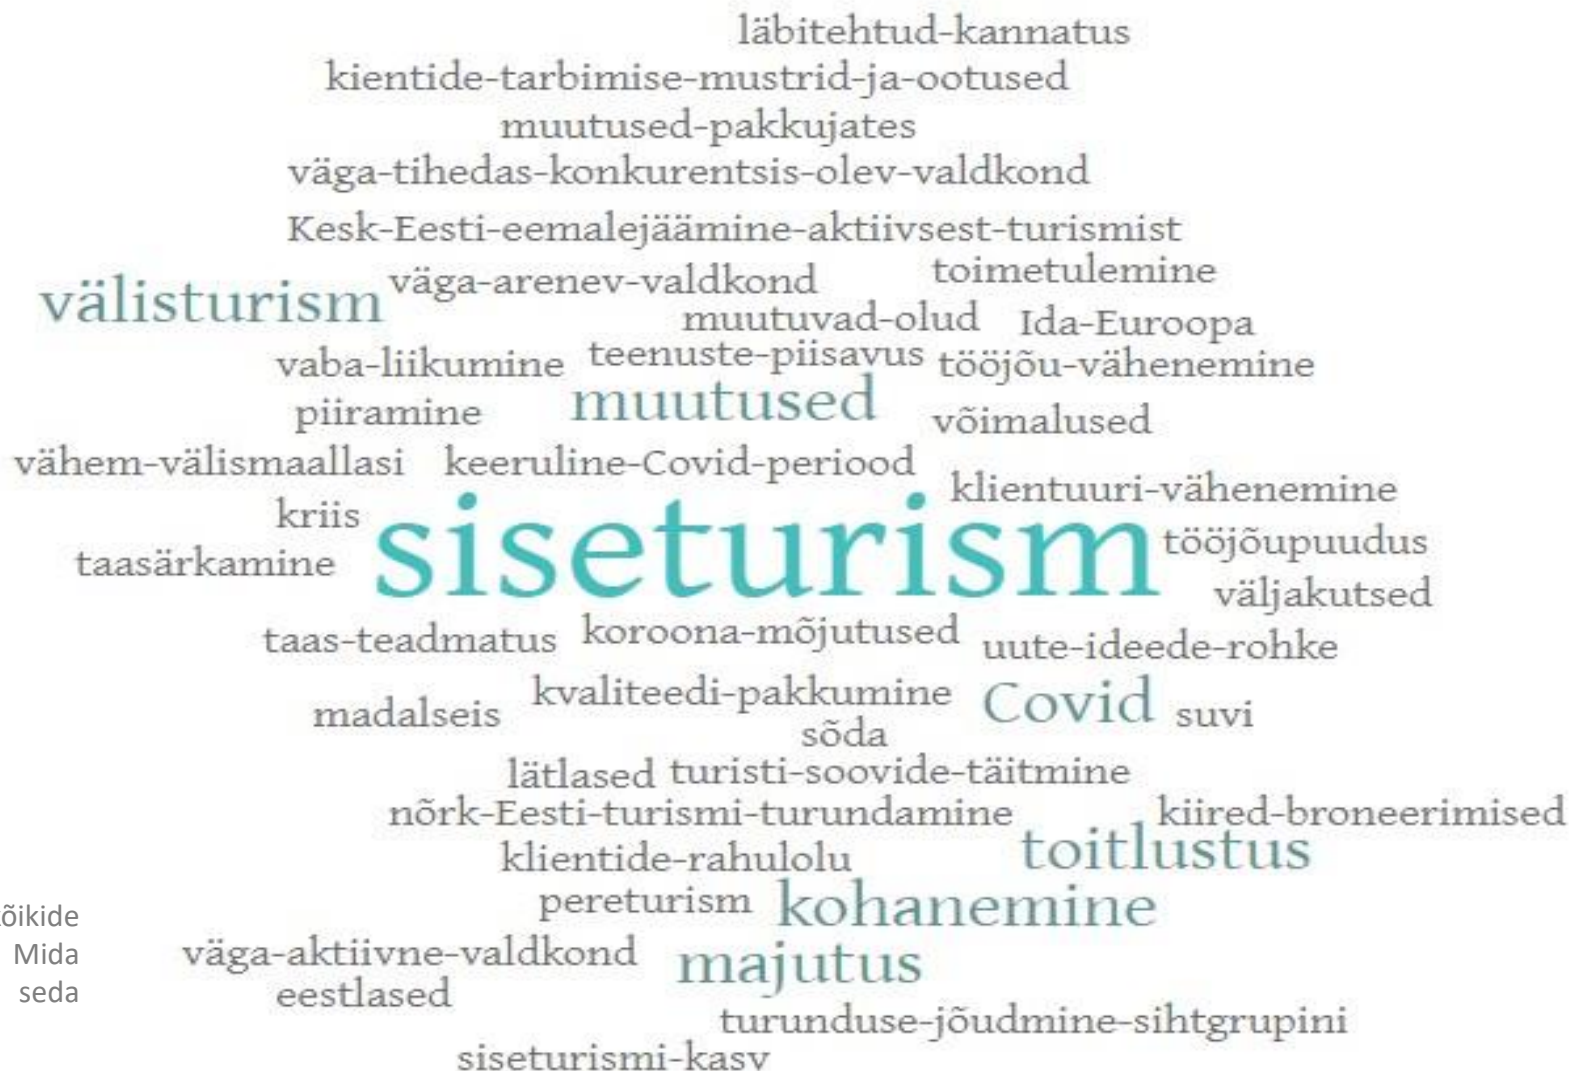 läbitehtud-kannatus
kientide-tarbimise-mustrid-ja-ootused
muutused-pakkujates
väga-tihedas-konkurentsis-olev-valdkond
Kesk-Eesti-eemalejäämine-aktiivsest-turismist
välisturism väga-arenev-valdkond toimetulemine
muutuvad-olud Ida-Euroopa
vaba-liikumine teenuste-piisavus tööjõu-vähenemine
piiramine muutused võimalused
vähem-välismaallasi keeruline-Covid-periood
klientuuri-vähenemine
kriis
siseturism tööjõupuudus
taasärkamine
väljakutsed
taas-teadmatus koroona-mõjutused uute-ideede-rohke
madalseis kvaliteedi-pakkumine Covid suvi
sõda
lätlased turisti-soovide-täitmine
nõrk-Eesti-turismi-turundamine kiired-broneerimised
klientide-rahulolu toitlustus
pereturism kohanemine
väga-aktiivne-valdkond majutus
eestlased
turunduse-jõudmine-sihtgrupini
siseturismi-kasv
Mida
seda